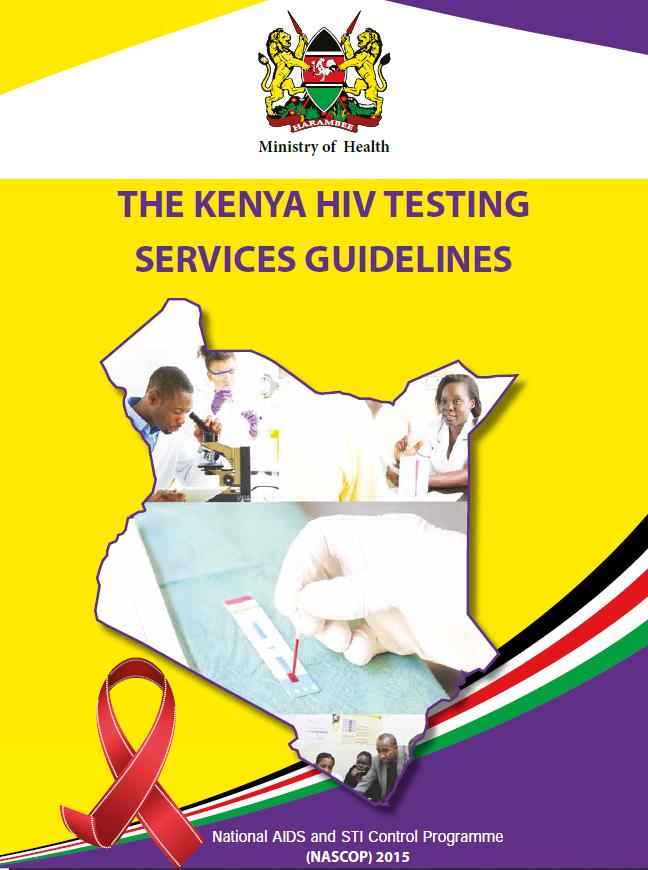 HARAMBEE
Ministry of Health
THE KENYA HIV TESTING
SERVICES GUIDELINES
National AIDS and STI Control Programme
(NASCOP) 2015